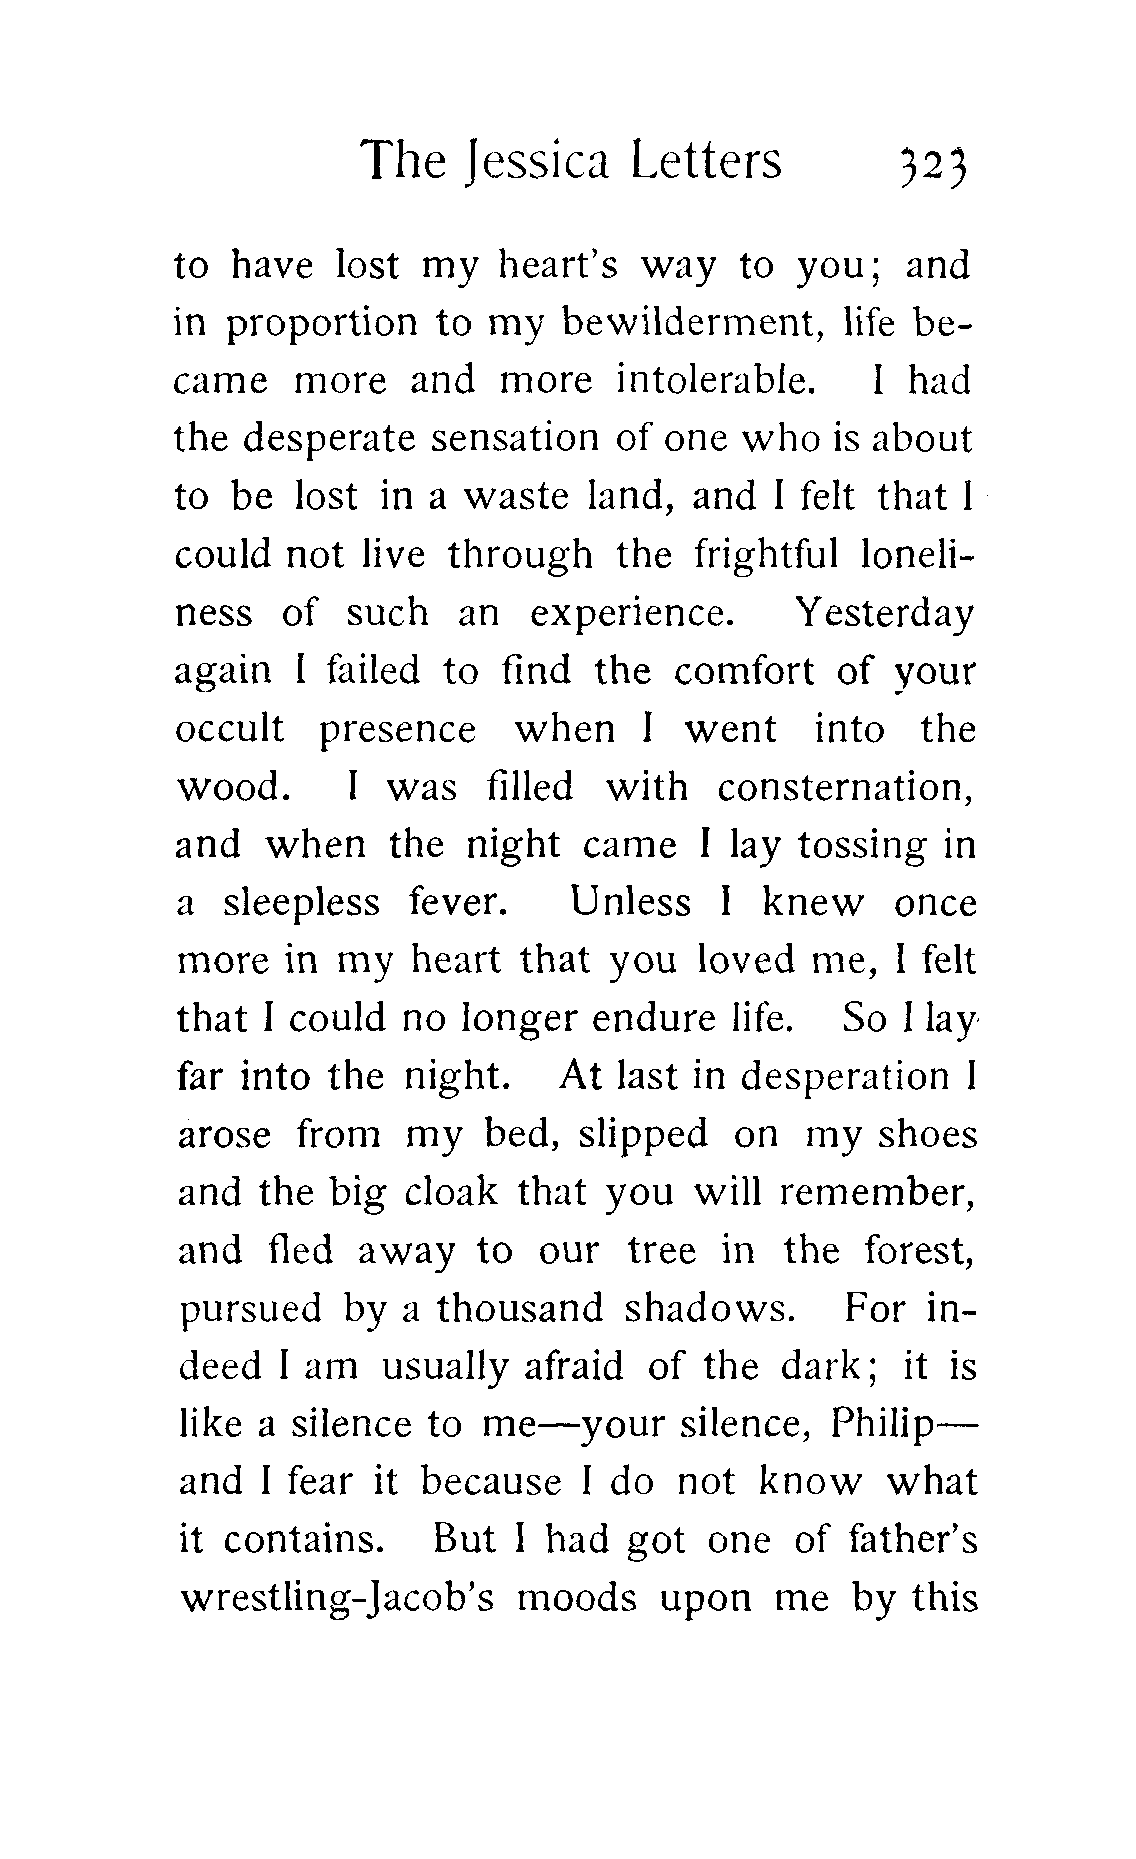 The Jessica Letters 323
to have lost my heart's way to you; and
in proportion to my bewilderment, life be-
came more and more intolerable. I had
the desperate sensation of one who is about
to be lost in a waste land, and I felt that I
could not live through the frightful loneli-
ness of such an experience. Yesterday
again I failed to find the comfort of your
occult presence when I went into the
wood. I was filled with consternation,
and when the night came I lay tossing in
a sleepless fever. Unless I knew once
more in my heart that you loved me, I felt
that I could no longer endure life. So I lay
far into the night. At last in desperation I
arose from my bed, slipped on my shoes
and the big cloak that you will remember,
and fled away to our tree in the forest,
pursued by a thousand shadows. For in-
deed I am usually afraid of the dark; it is
like a silence to me—your silence, Philip—
and I fear it because I do not know what
it contains. But I had got one of father's
wrestling-Jacob's moods upon me by this